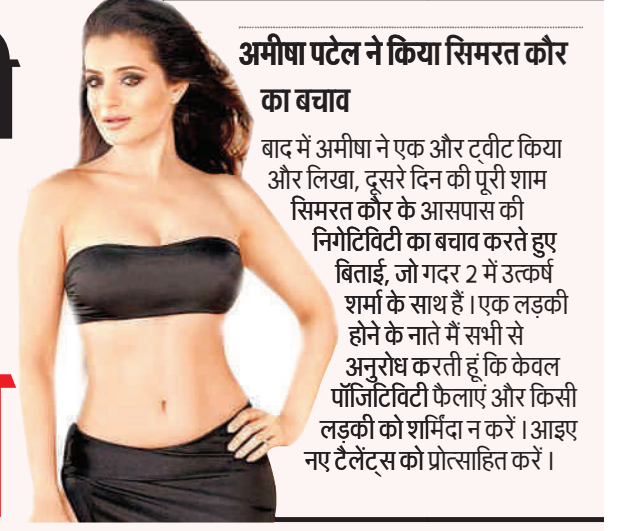 अमीषा पटेल ने किया सिमरत कौर
का बचाव
बाद में अमीषा ने एक और ट्वीट किया
और लिखा, दूसरे दिन की पूरी शाम
सिमरत कौर के आसपास की
निगेटिविटी का बचाव करते हुए
बिताई, जो गदर 2 में उत्कर्ष
शर्मा के साथ हैं । एक लड़की
होने के नाते मैं सभी से
अनुरोध करती हूं कि केवल
पॉजिटिविटी फैलाएं और किसी
लड़की को शर्मिंदा न करें । आइए
नए टैलेंट्स को प्रोत्साहित करें ।